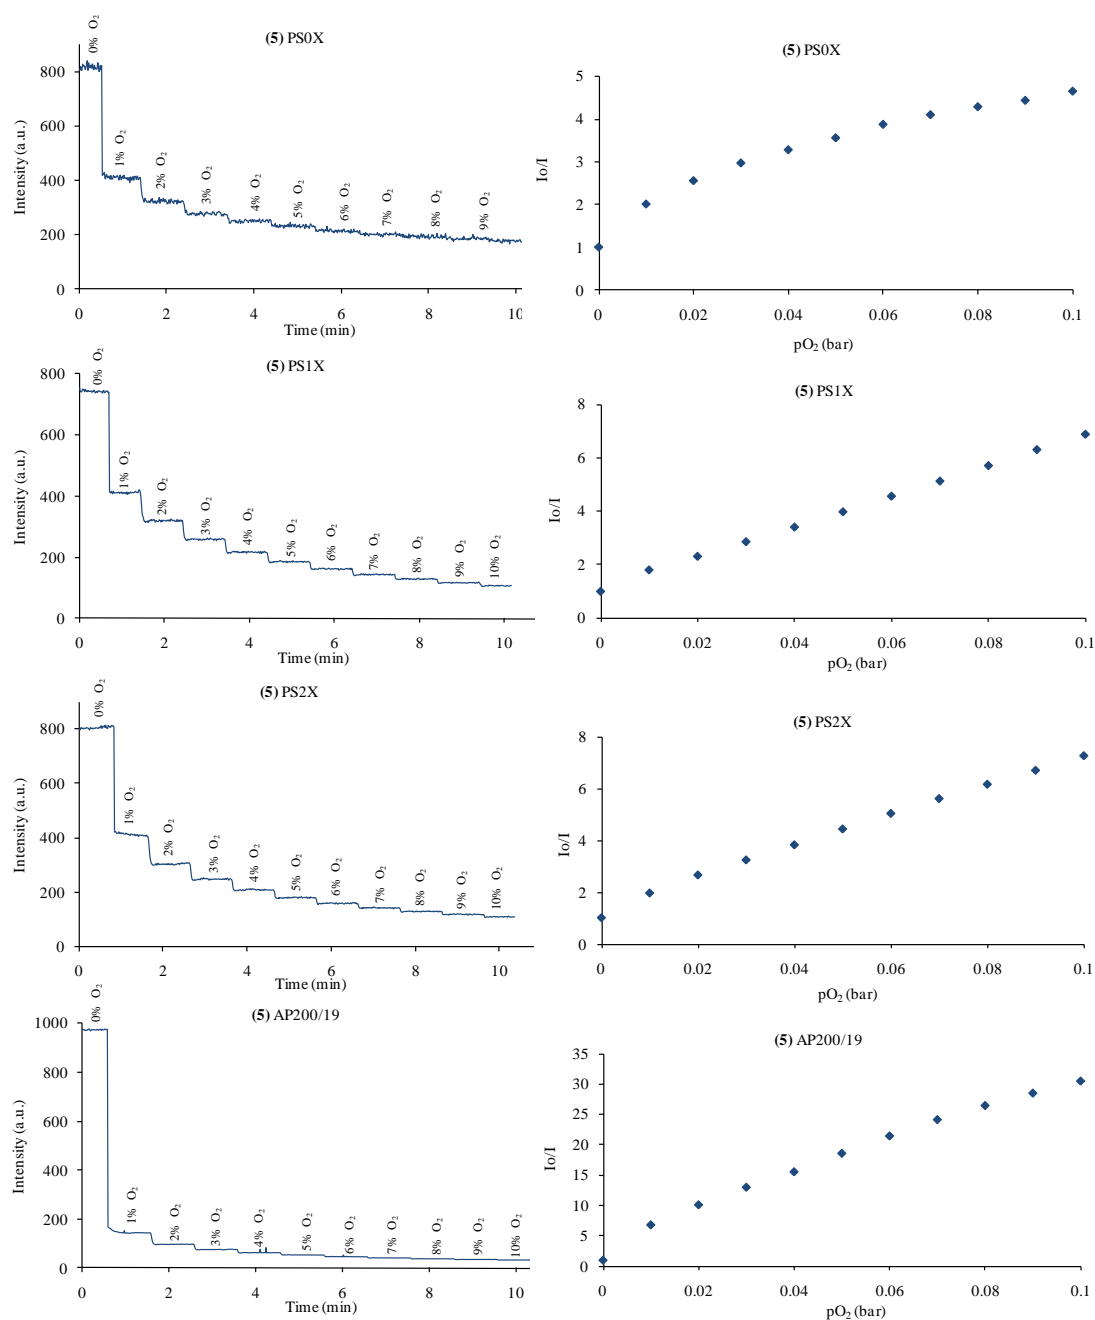 (5) PS0X
Intensity (a.u.)
800
600
400
200
0
0% O2
1% O2
2% O2
3% O2
4% O2
5% O2
6% O2
7% O2
8% O2
9% O2
0 2 4 6 8 10
Time (min)
(5) PS0X
Io/I
5
4
3
2
1
0
0 0.02 0.04 0.06 0.08 0.1
pO2 (bar)
(5) PS1X
Intensity (a.u.)
800
600
400
200
0
0% O2
1% O2
2% O2
3% O2
4% O2
5% O2
6% O2
7% O2
8% O2
9% O2
10% O2
0 2 4 6 8 10
Time (min)
(5) PS1X
Io/I
8
6
4
2
0
0 0.02 0.04 0.06 0.08 0.1
pO2 (bar)
(5) PS2X
Intensity (a.u.)
800
600
400
200
0
0% O2
1% O2
2% O2
3% O2
4% O2
5% O2
6% O2
7% O2
8% O2
9% O2
10% O2
0 2 4 6 8 10
Time (min)
(5) PS2X
Io/I
8
6
4
2
0
0 0.02 0.04 0.06 0.08 0.1
pO2 (bar)
(5) AP200/19
Intensity (a.u.)
1000
800
600
400
200
0
0% O2
1% O2
2% O2
3% O2
4% O2
5% O2
6% O2
7% O2
8% O2
9% O2
10% O2
0 2 4 6 8 10
Time (min)
(5) AP200/19
Io/I
35
30
25
20
15
10
5
0
0 0.02 0.04 0.06 0.08 0.1
pO2 (bar)